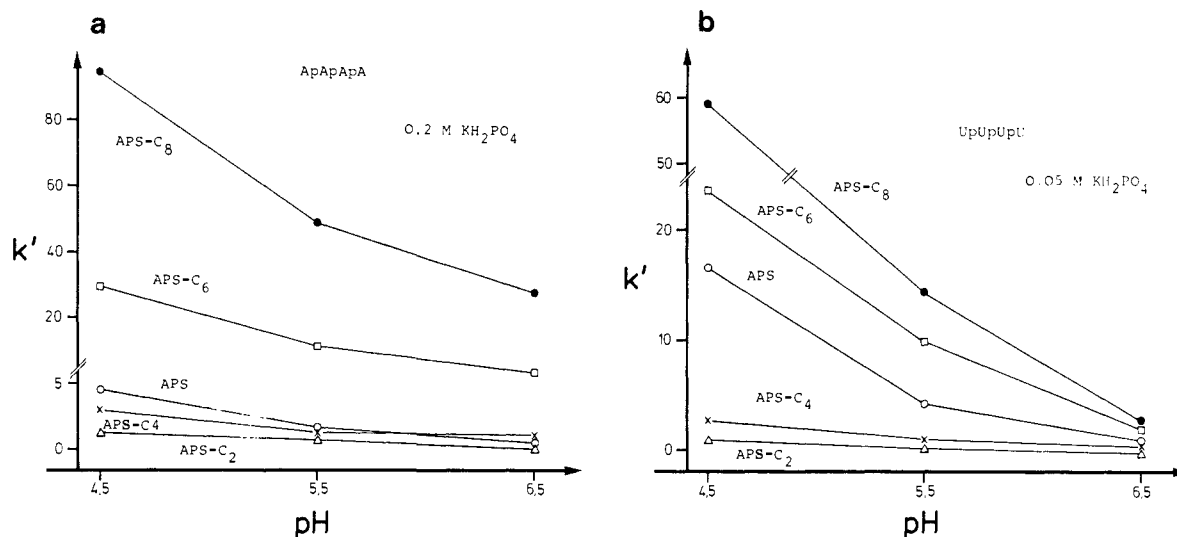 a
ApApApA
0.2 M KH₂PO₄
80
60
40
20
5
0
k′
APS-C₈
APS-C₆
APS
APS-C4
APS-C₂
4,5
5,5
6,5
pH
b
UpUpUpU
0.05 M KH₂PO₄
60
50
20
10
0
k′
APS-C₈
APS-C₆
APS
APS-C₄
APS-C₂
4,5
5,5
6,5
pH